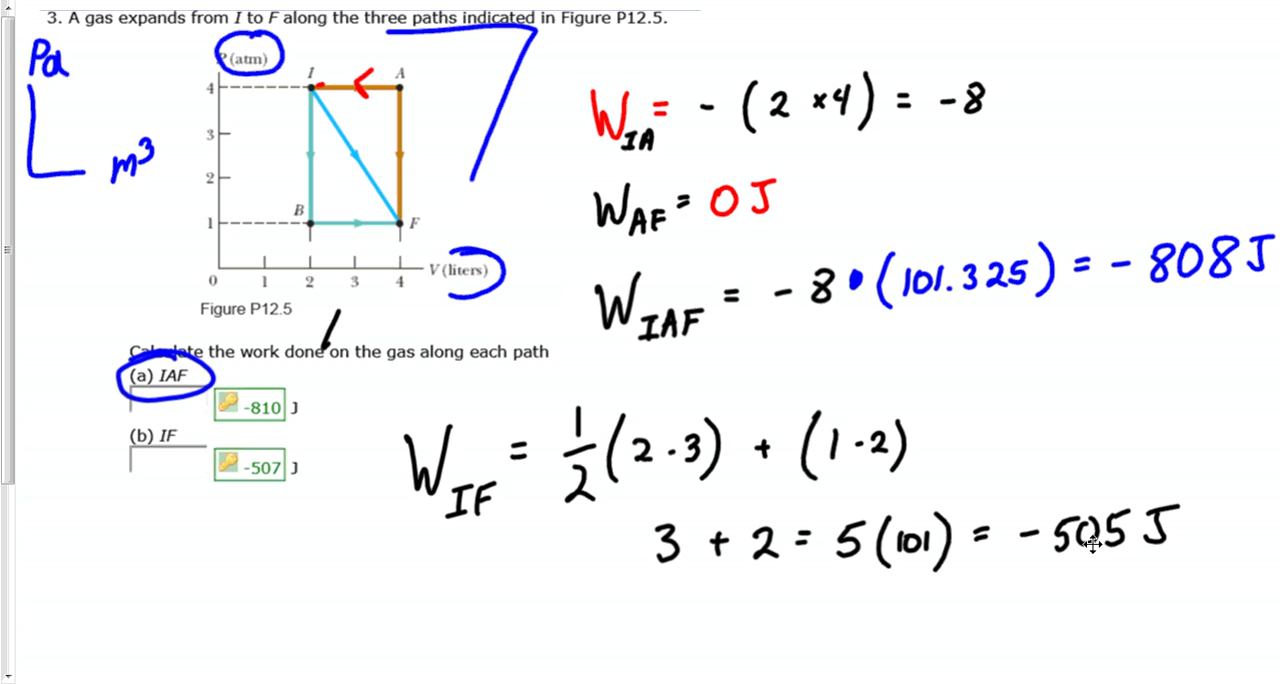 3. A gas expands from I to F along the three paths indicated in Figure P12.5.
Pa
m³
P (atm)
I
A
4
3
2
B
1
F
V (liters)
0
1
2
3
4
Figure P12.5
Calculate the work done on the gas along each path
(a) IAF
-810 J
(b) IF
-507 J
W_IA = - (2 × 4) = -8
W_AF = 0 J
W_IAF = -8 • (101.325) = -808 J
W_IF = 1/2 (2 · 3) + (1 · 2)
3 + 2 = 5 (101) = -505 J